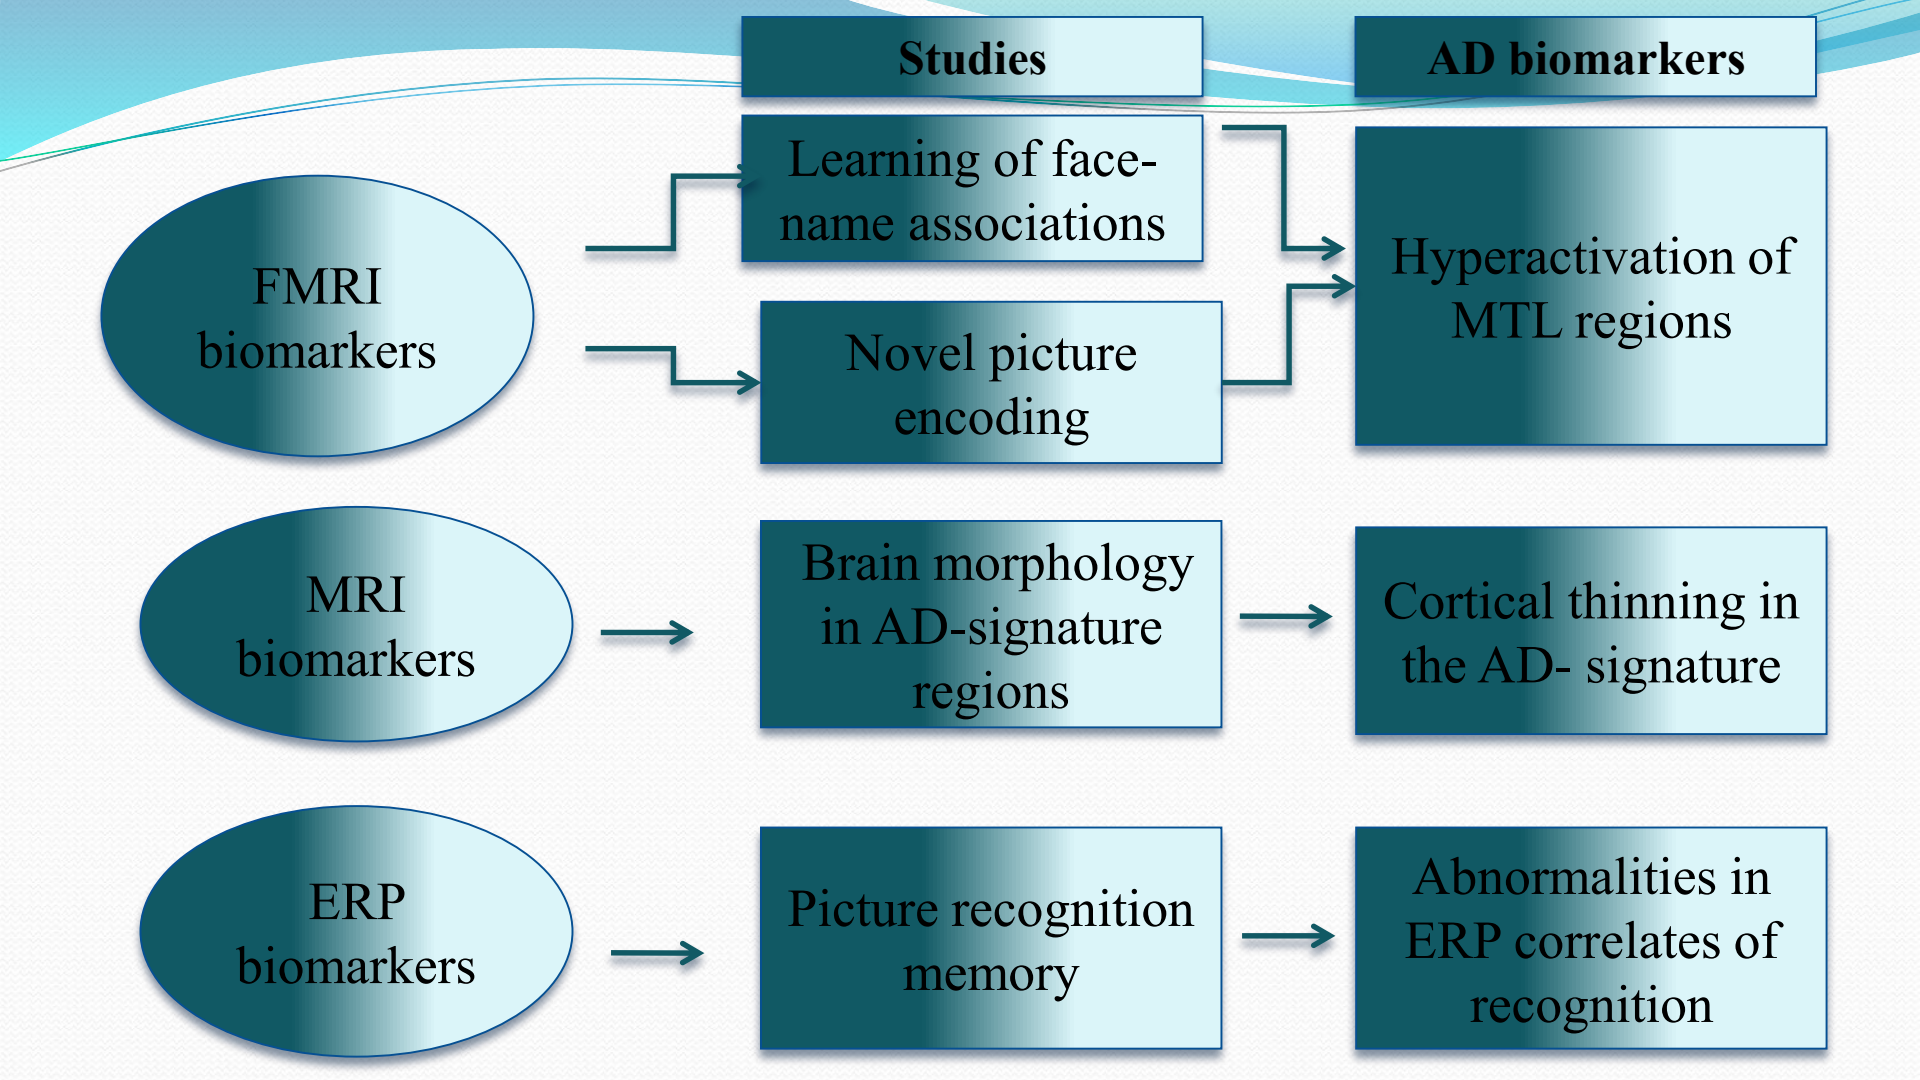 Studies
AD biomarkers
FMRI
biomarkers
Learning of face-
name associations
Novel picture
encoding
Hyperactivation of
MTL regions
MRI
biomarkers
Brain morphology
in AD-signature
regions
Cortical thinning in
the AD- signature
ERP
biomarkers
Picture recognition
memory
Abnormalities in
ERP correlates of
recognition